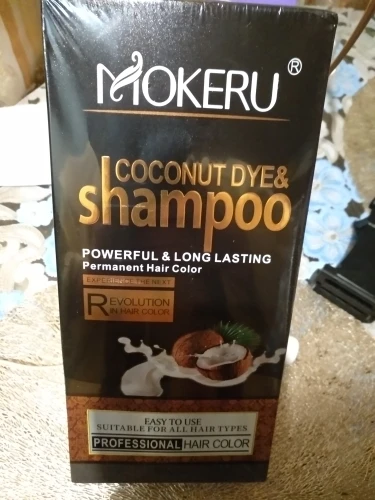 MOKERU®
COCONUT DYE&
shampoo
POWERFUL & LONG LASTING
Permanent Hair Color
EXPERIENCE THE NEXT
REVOLUTION
IN HAIR COLOR
EASY TO USE
SUITABLE FOR ALL HAIR TYPES
PROFESSIONAL HAIR COLOR